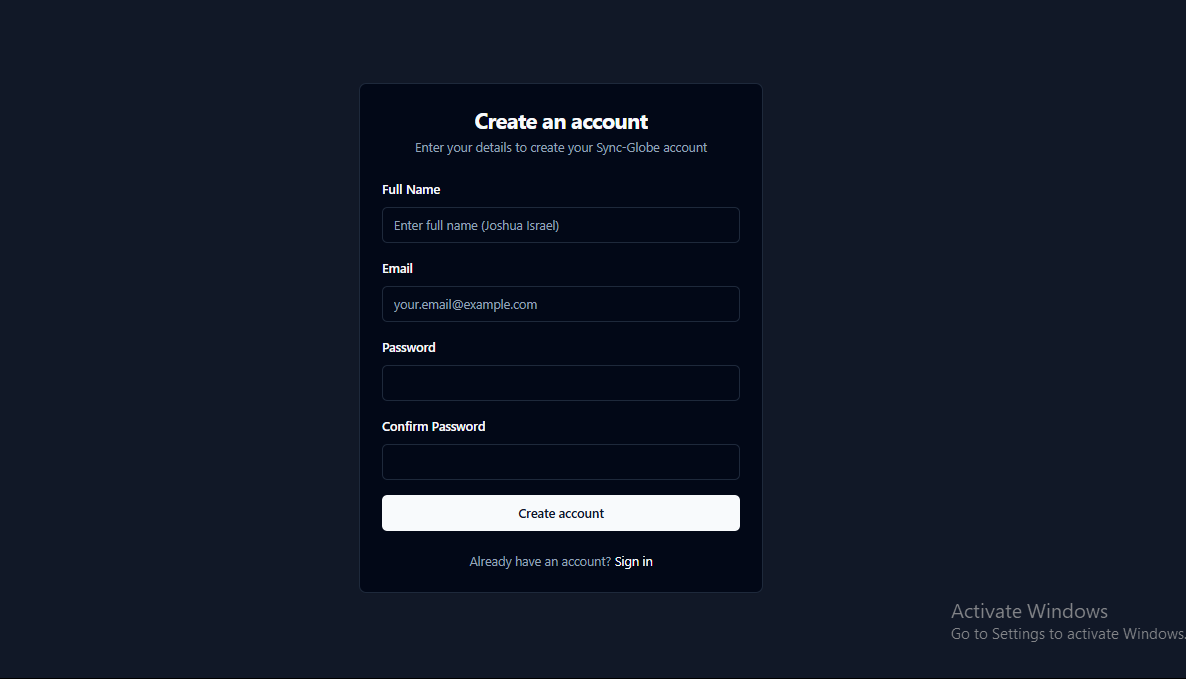 Create an account
Enter your details to create your Sync-Globe account
Full Name
Enter full name (Joshua Israel)
Email
your.email@example.com
Password
Confirm Password
Create account
Already have an account? Sign in
Activate Windows
Go to Settings to activate Windows.